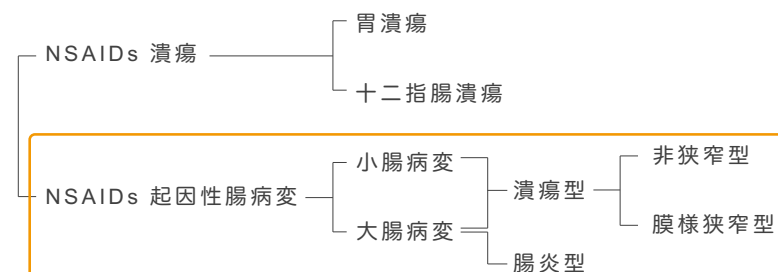 胃潰瘍
NSAIDs 潰瘍
十二指腸潰瘍
小腸病変
非狭窄型
NSAIDs 起因性腸病変
潰瘍型
大腸病変
膜様狭窄型
腸炎型